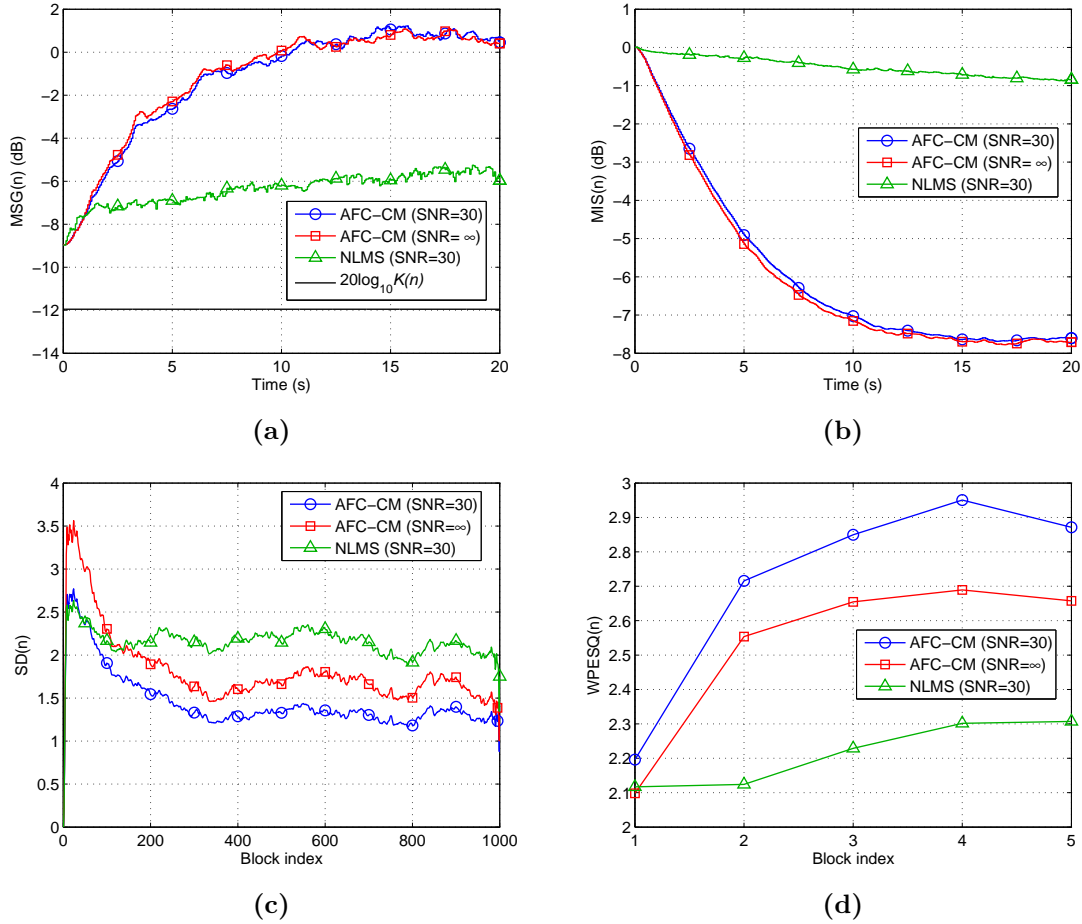 MSG(n) (dB)
4
2
0
−2
−4
−6
−8
−10
−12
−14
0 5 10 15 20
Time (s)
AFC−CM (SNR=30)
AFC−CM (SNR= ∞)
NLMS (SNR=30)
20log10K(n)
(a)
MIS(n) (dB)
1
0
−1
−2
−3
−4
−5
−6
−7
−8
0 5 10 15 20
Time (s)
AFC−CM (SNR=30)
AFC−CM (SNR= ∞)
NLMS (SNR=30)
(b)
SD(n)
4
3.5
3
2.5
2
1.5
1
0.5
0
0 200 400 600 800 1000
Block index
AFC−CM (SNR=30)
AFC−CM (SNR=∞)
NLMS (SNR=30)
(c)
WPESQ(n)
3
2.9
2.8
2.7
2.6
2.5
2.4
2.3
2.2
2.1
2
1 2 3 4 5
Block index
AFC−CM (SNR=30)
AFC−CM (SNR=∞)
NLMS (SNR=30)
(d)